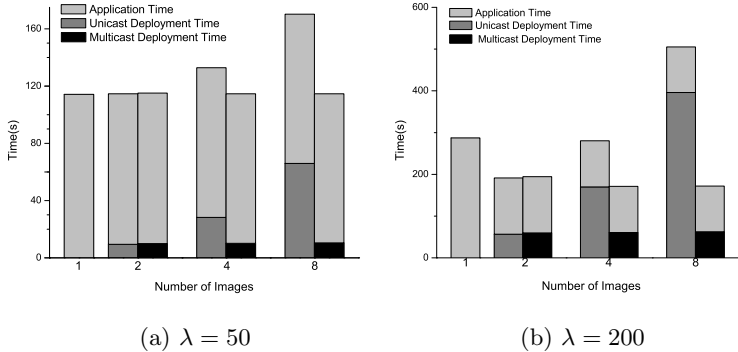 Application Time
Unicast Deployment Time
Multicast Deployment Time
160
120
80
40
0
Time(s)
1 2 4 8
Number of Images
(a) λ = 50
Application Time
Unicast Deployment Time
Multicast Deployment Time
600
400
200
0
Time(s)
1 2 4 8
Number of Images
(b) λ = 200